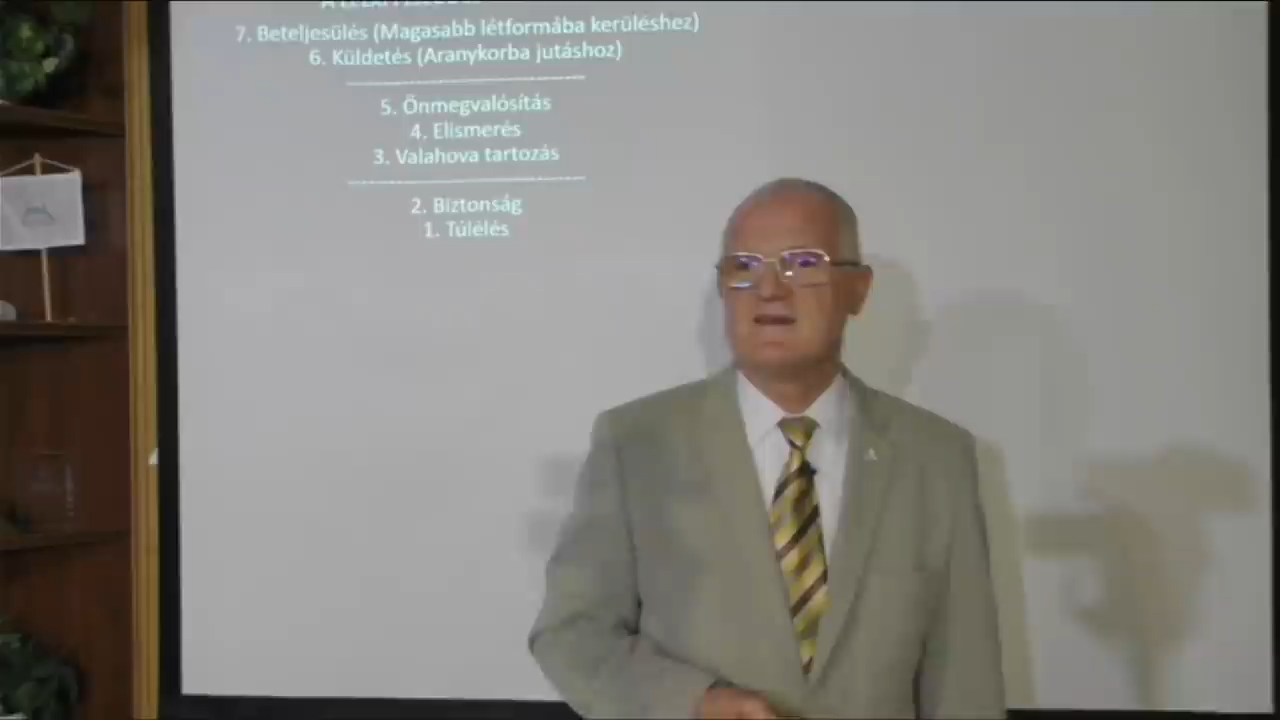 7. Beteljesülés (Magasabb létformába kerüléshez)
6. Küldetés (Aranykorba jutáshoz)
5. Önmegvalósítás
4. Elismerés
3. Valahova tartozás
2. Biztonság
1. Túlélés